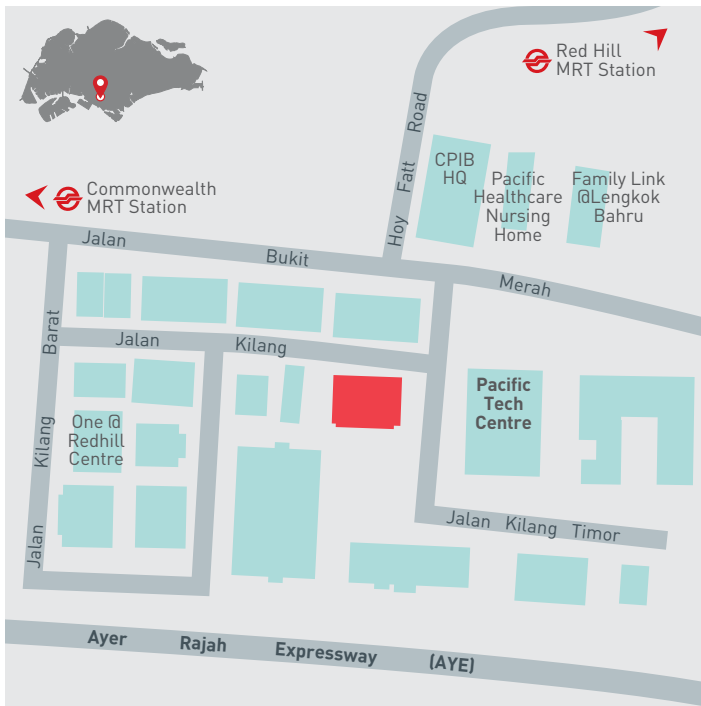 Red Hill
MRT Station
Commonwealth
MRT Station
Hoy Fatt Road
CPIB
HQ
Pacific
Healthcare
Nursing
Home
Family Link
@Lengkok
Bahru
Jalan Bukit Merah
Jalan Kilang Barat
Jalan Kilang
One @
Redhill
Centre
Pacific
Tech
Centre
Jalan Kilang Timor
Ayer Rajah Expressway (AYE)